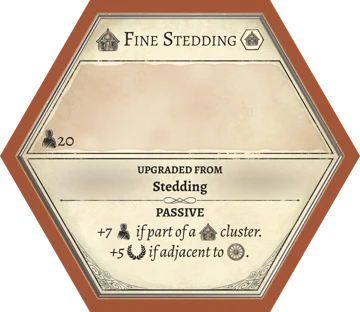 Fine Stedding
20
UPGRADED FROM
Stedding
PASSIVE
+7 if part of a cluster.
+5 if adjacent to .